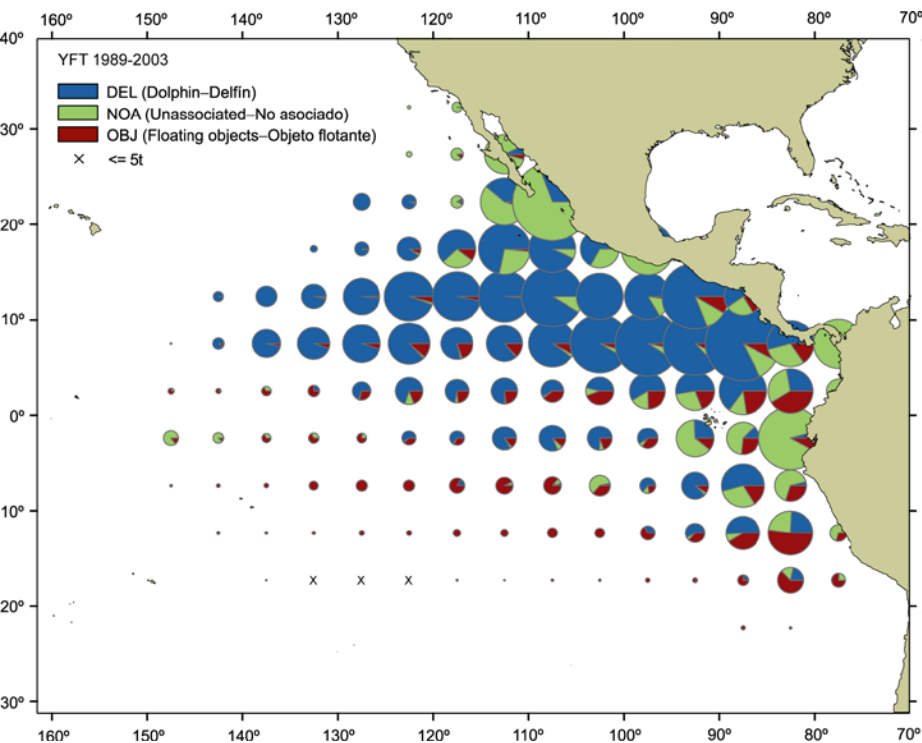 160º 150º 140º 130º 120º 110º 100º 90º 80º 70º
40º
YFT 1989-2003
DEL (Dolphin–Delfín)
NOA (Unassociated–No asociado)
OBJ (Floating objects–Objeto flotante)
× <= 5t
30º
20º
10º
0º
10º
20º
30º
160º 150º 140º 130º 120º 110º 100º 90º 80º 70º